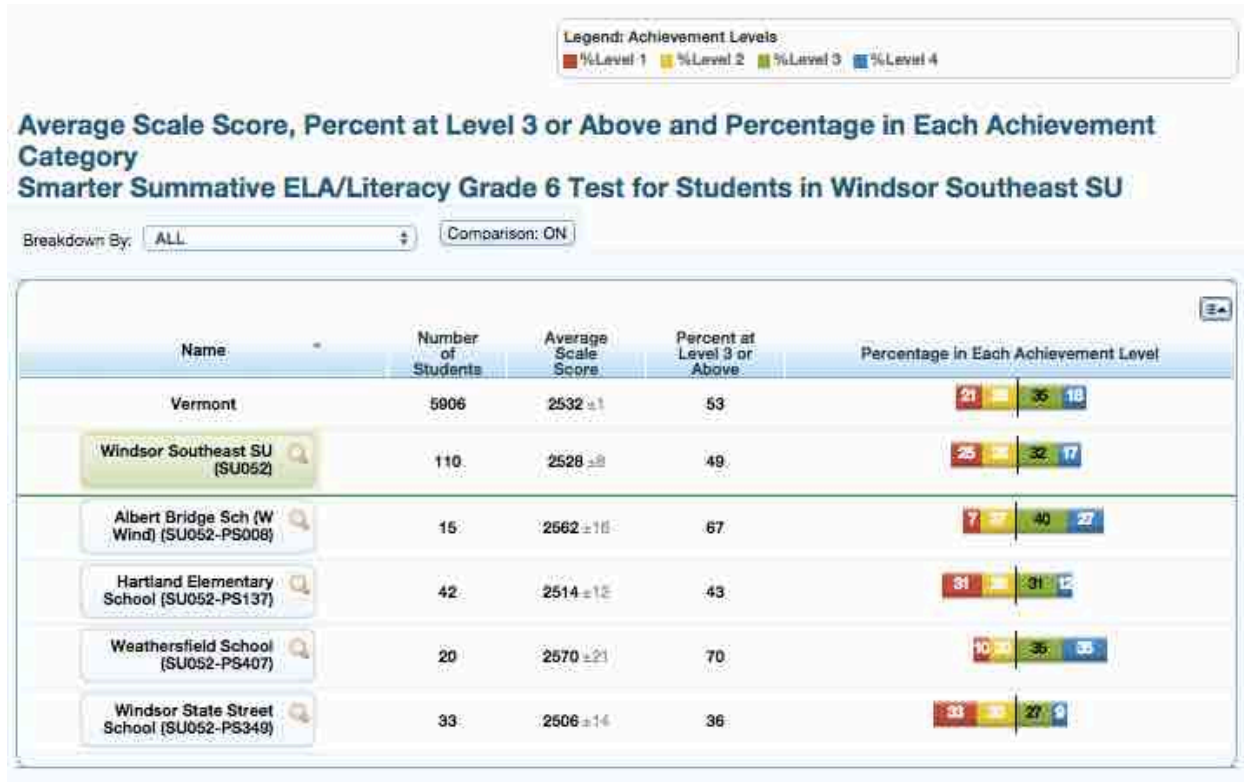 Legend: Achievement Levels
%Level 1 %Level 2 %Level 3 %Level 4
Average Scale Score, Percent at Level 3 or Above and Percentage in Each Achievement
Category
Smarter Summative ELA/Literacy Grade 6 Test for Students in Windsor Southeast SU
Breakdown By: ALL Comparison: ON
Name Number of Students Average Scale Score Percent at Level 3 or Above Percentage in Each Achievement Level
Vermont 5906 2532 ±1 53 21 18
Windsor Southeast SU
(SU052) 110 2528 ±8 49 25 32 17
Albert Bridge Sch (W
Wind) (SU052-PS008) 15 2562 ±16 67 7 40 27
Hartland Elementary
School (SU052-PS137) 42 2514 ±12 43 31 31 12
Weathersfield School
(SU052-PS407) 20 2570 ±21 70 10 35 35
Windsor State Street
School (SU052-PS349) 33 2506 ±14 36 33 27 9